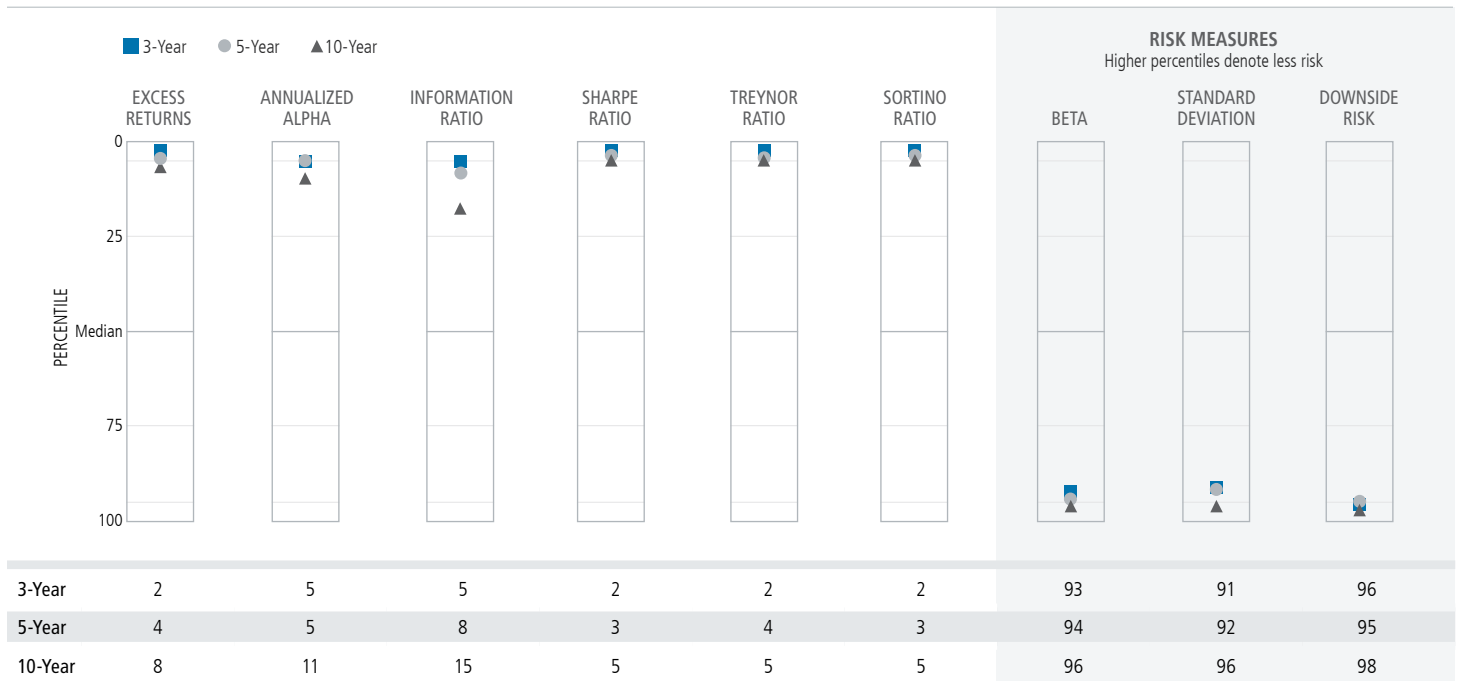 3-Year 5-Year 10-Year
RISK MEASURES
Higher percentiles denote less risk
EXCESS RETURNS
ANNUALIZED ALPHA
INFORMATION RATIO
SHARPE RATIO
TREYNOR RATIO
SORTINO RATIO
BETA
STANDARD DEVIATION
DOWNSIDE RISK
PERCENTILE
0
25
Median
75
100
3-Year 2 5 5 2 2 2 93 91 96
5-Year 4 5 8 3 4 3 94 92 95
10-Year 8 11 15 5 5 5 96 96 98